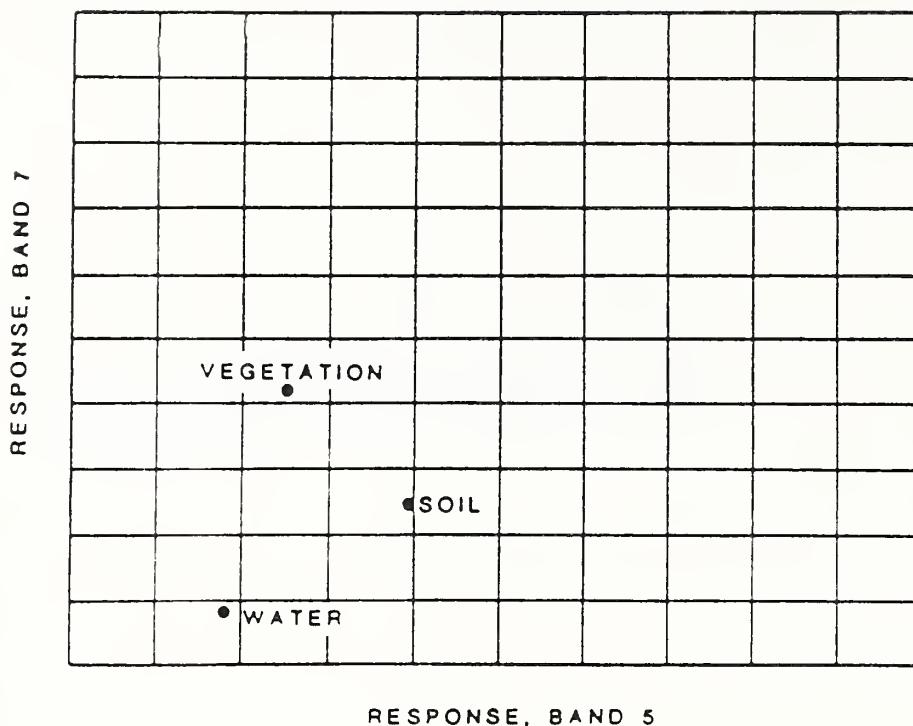 RESPONSE, BAND 7
VEGETATION
SOIL
WATER
RESPONSE, BAND 5